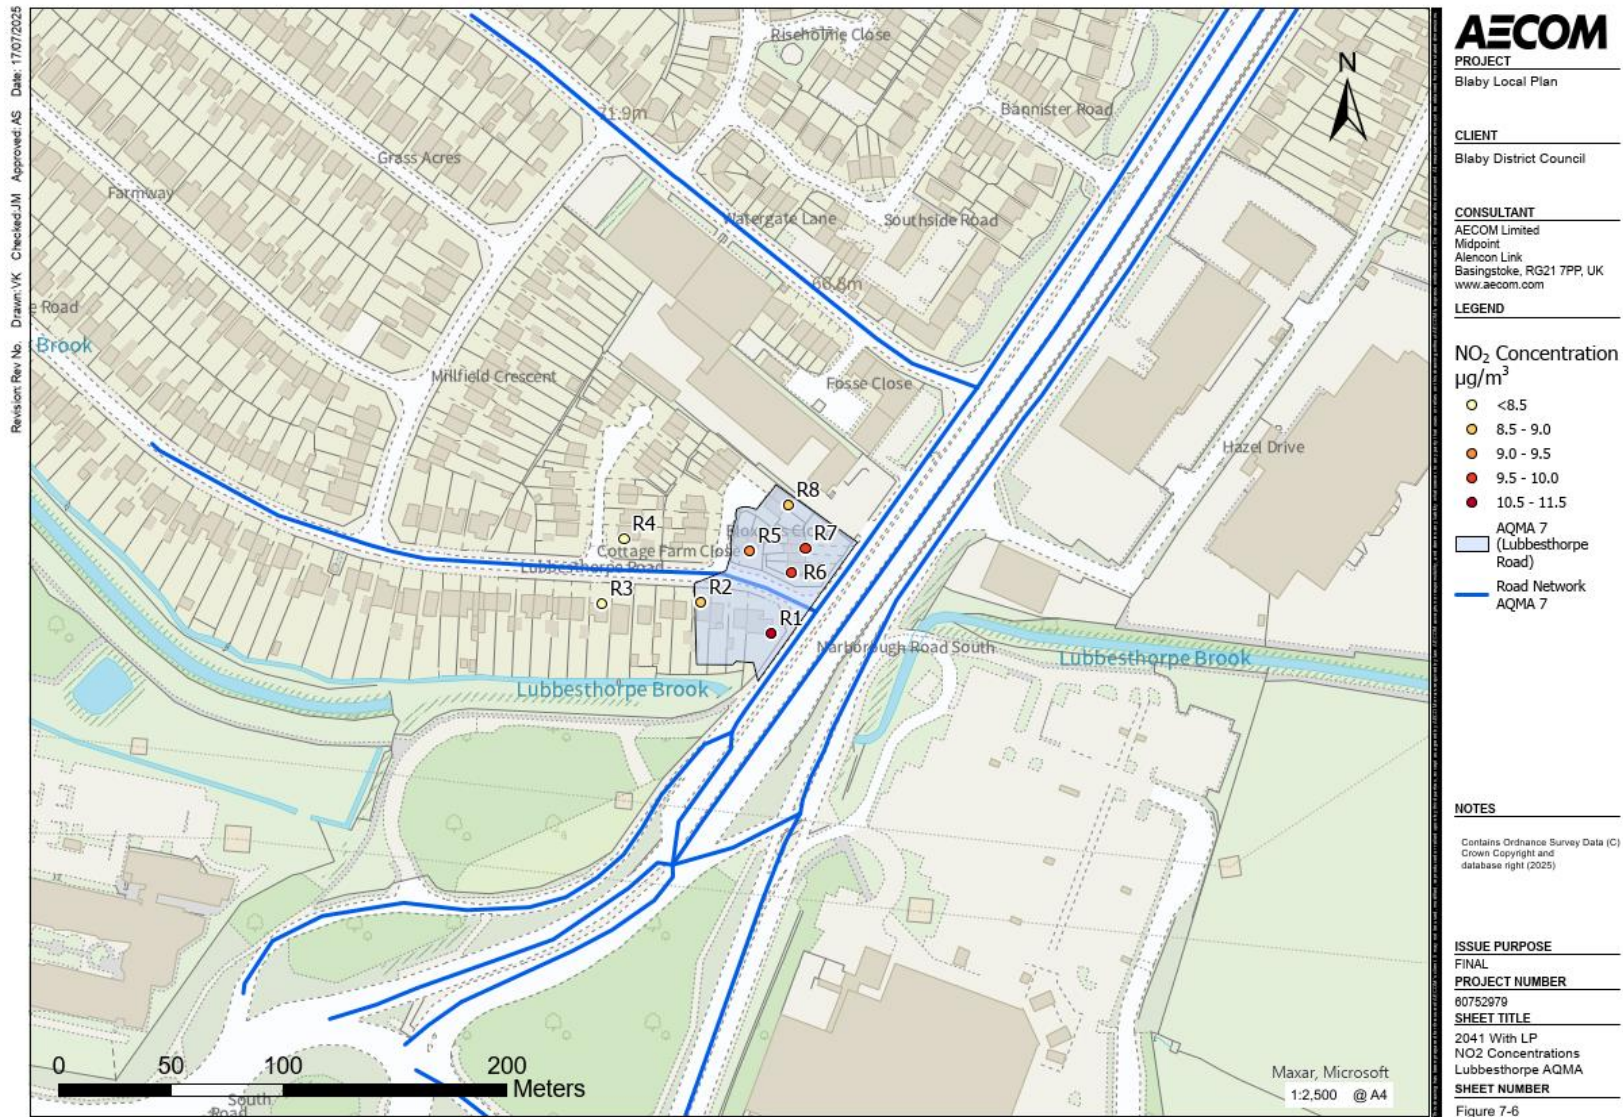 Revision: Rev No. Drawn: VK Checked: JM Approved: AS Date: 17/07/2025
Riseholme Close
Bannister Road
71.9m
Grass Acres
Farmway
Watergate Lane
Southside Road
66.8m
e Road
Brook
Millfield Crescent
Fosse Close
Hazel Drive
R8
R4
R5
R7
Cottage Farm Close
Lubbesthorpe Road
R6
R3
R2
R1
Narborough Road South
Lubbesthorpe Brook
Lubbesthorpe Brook
N
0 50 100 200
Meters
South
Road
Maxar, Microsoft
1:2,500 @ A4
AECOM
PROJECT
Blaby Local Plan
CLIENT
Blaby District Council
CONSULTANT
AECOM Limited
Midpoint
Alencon Link
Basingstoke, RG21 7PP, UK
www.aecom.com
LEGEND
NO₂ Concentration
µg/m³
<8.5
8.5 - 9.0
9.0 - 9.5
9.5 - 10.0
10.5 - 11.5
AQMA 7
(Lubbesthorpe
Road)
Road Network
AQMA 7
NOTES
Contains Ordnance Survey Data (C)
Crown Copyright and
database right (2025)
ISSUE PURPOSE
FINAL
PROJECT NUMBER
60752979
SHEET TITLE
2041 With LP
NO2 Concentrations
Lubbesthorpe AQMA
SHEET NUMBER
Figure 7-6